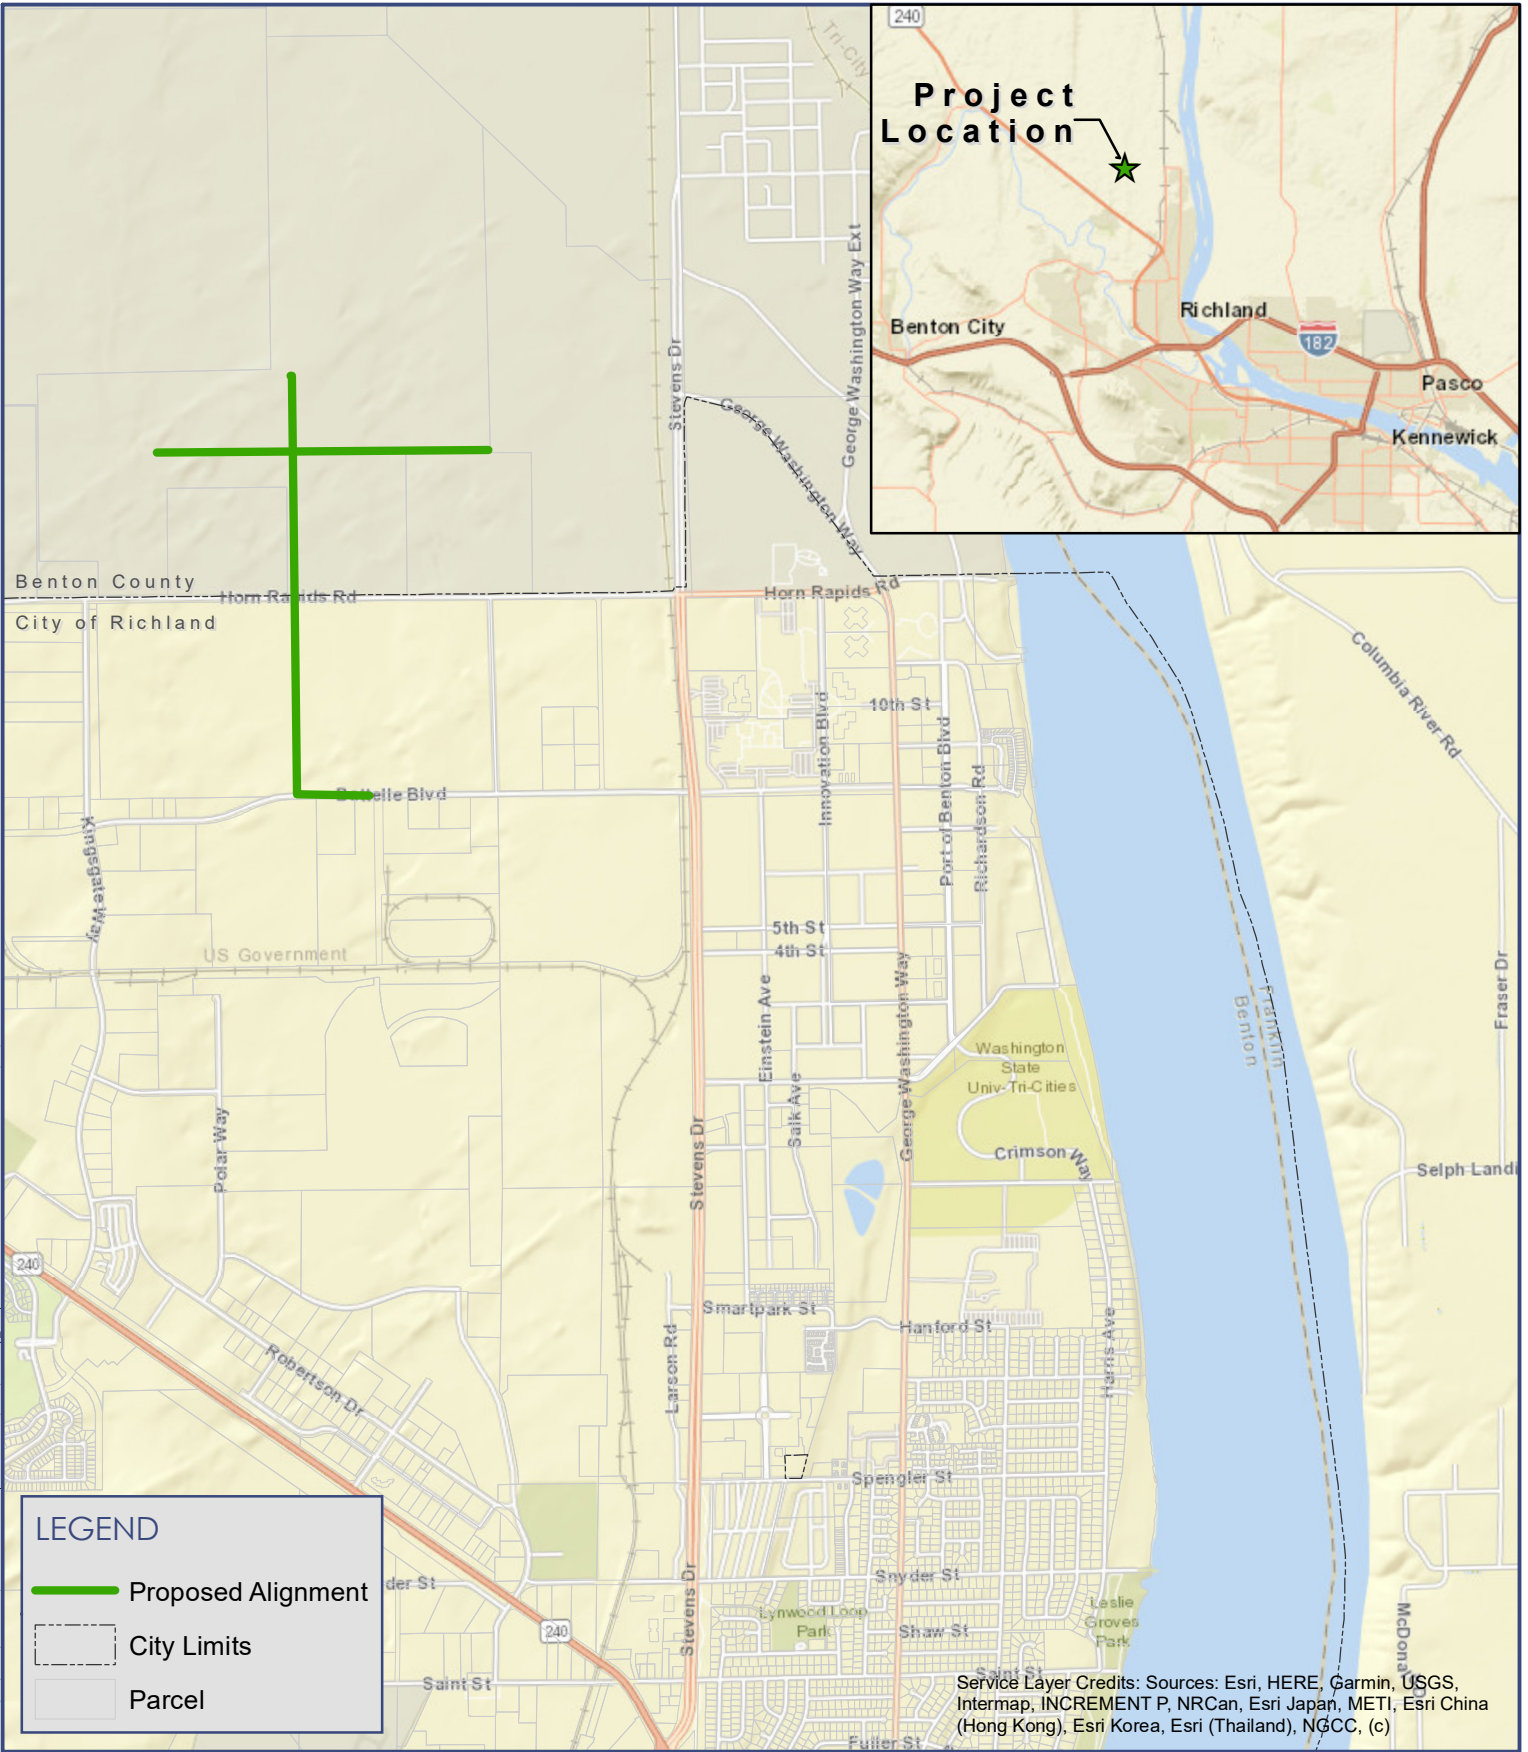 240
Project
Location
Richland
Benton City
182
Pasco
Kennewick
Tri-City
George Washington Way Ext
Stevens Dr
George Washington Way
Benton County
Horn Rapids Rd
City of Richland
Horn Rapids Rd
Columbia River Rd
10th St
Innovation Blvd
Port of Benton Blvd
Richardson Rd
Battelle Blvd
Kingsgate Way
5th St
4th St
US Government
George Washington Way
Einstein Ave
Salk Ave
Franklin
Benton
Fraser Dr
Washington
State
Univ-Tri-Cities
Crimson Way
Polar Way
Stevens Dr
Selph Landi
240
Smartpark St
Hanford St
Larson Rd
Harris Ave
Robertson Dr
Spengler St
LEGEND
Proposed Alignment
City Limits
Parcel
der St
240
Snyder St
Stevens Dr
Lynwood Loop
Park
Leslie
Groves
Park
Shaw St
Saint St
Saint St
McDonald
Fuller St
Service Layer Credits: Sources: Esri, HERE, Garmin, USGS,
Intermap, INCREMENT P, NRCan, Esri Japan, METI, Esri China
(Hong Kong), Esri Korea, Esri (Thailand), NGCC, (c)